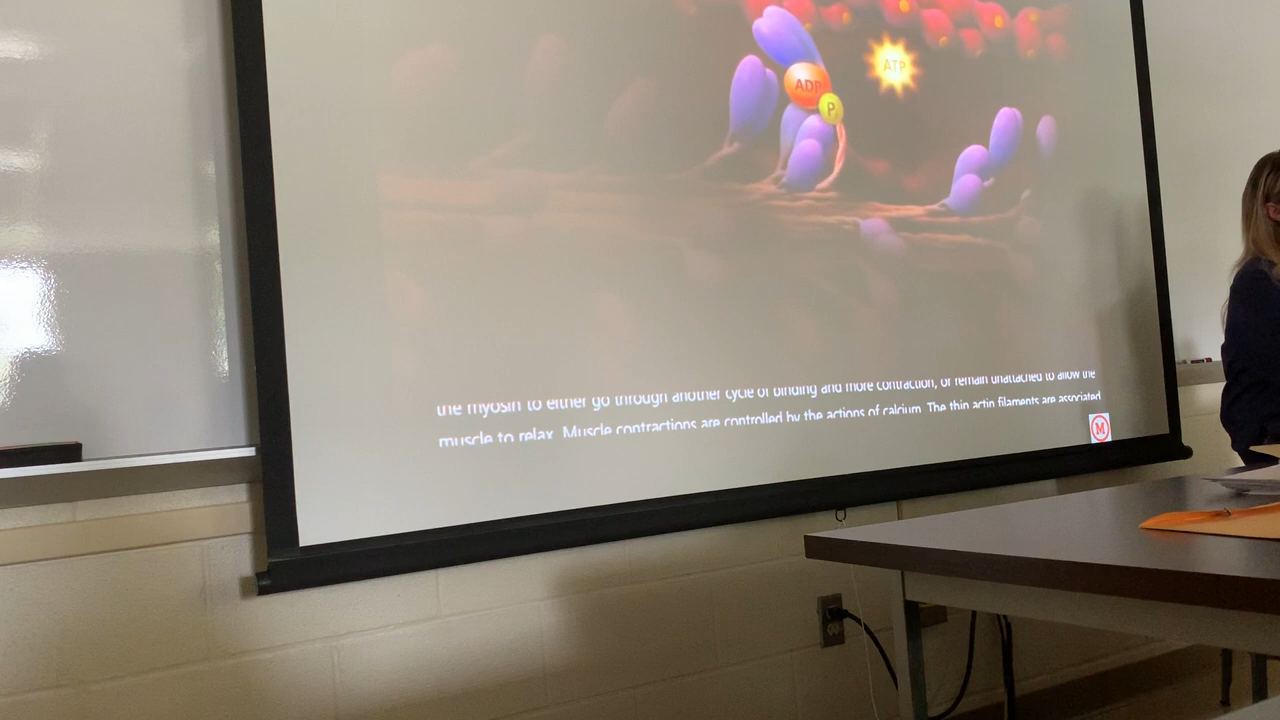 ATP
ADP
P
the myosin to either go through another cycle of binding and more contraction, or remain unattached to allow the
muscle to relax. Muscle contractions are controlled by the actions of calcium. The thin actin filaments are associated
M